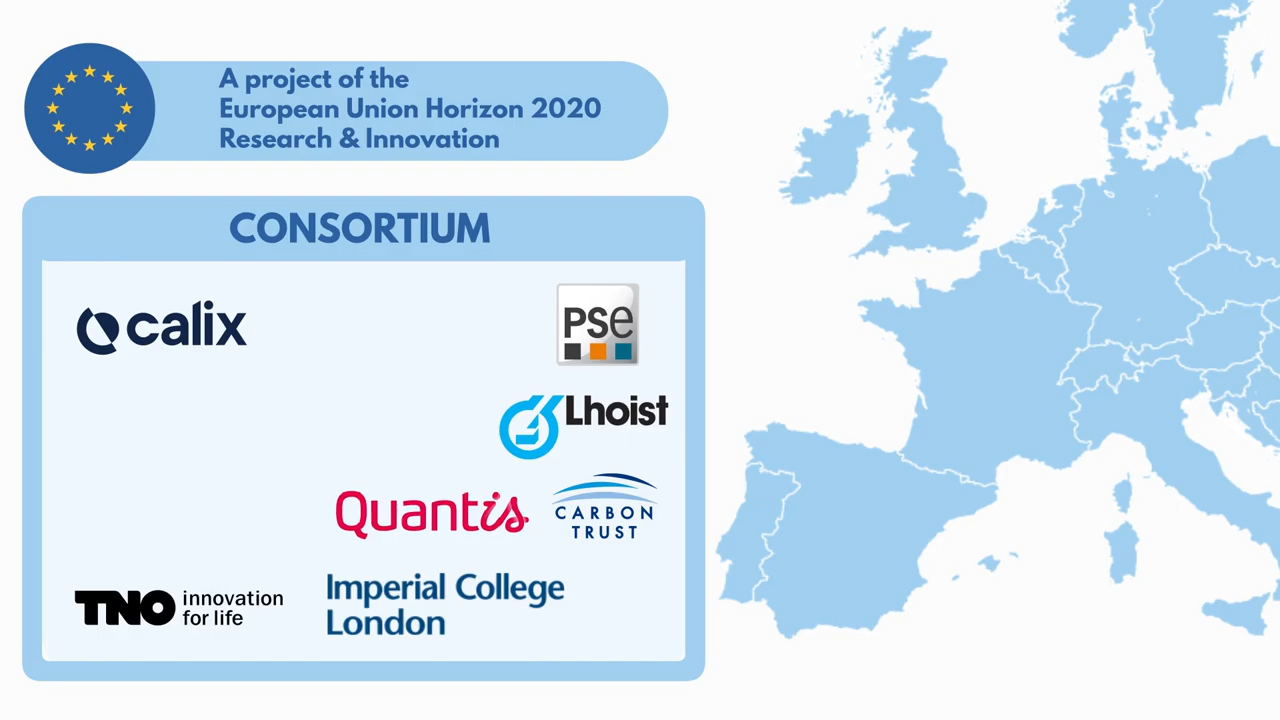 A project of the
European Union Horizon 2020
Research & Innovation
CONSORTIUM
calix
PSe
Lhoist
Quantis
CARBON
TRUST
TNO innovation
for life
Imperial College
London